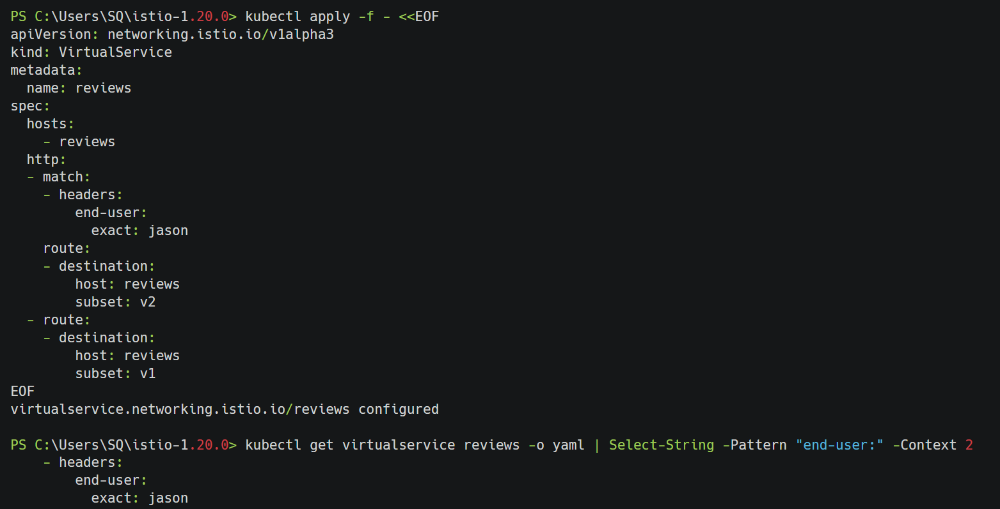 PS C:\Users\SQ\istio-1.20.0> kubectl apply -f - <<EOF
apiVersion: networking.istio.io/v1alpha3
kind: VirtualService
metadata:
  name: reviews
spec:
  hosts:
    - reviews
  http:
  - match:
    - headers:
        end-user:
          exact: jason
    route:
    - destination:
        host: reviews
        subset: v2
  - route:
    - destination:
        host: reviews
        subset: v1
EOF
virtualservice.networking.istio.io/reviews configured

PS C:\Users\SQ\istio-1.20.0> kubectl get virtualservice reviews -o yaml | Select-String -Pattern "end-user:" -Context 2
    - headers:
        end-user:
          exact: jason